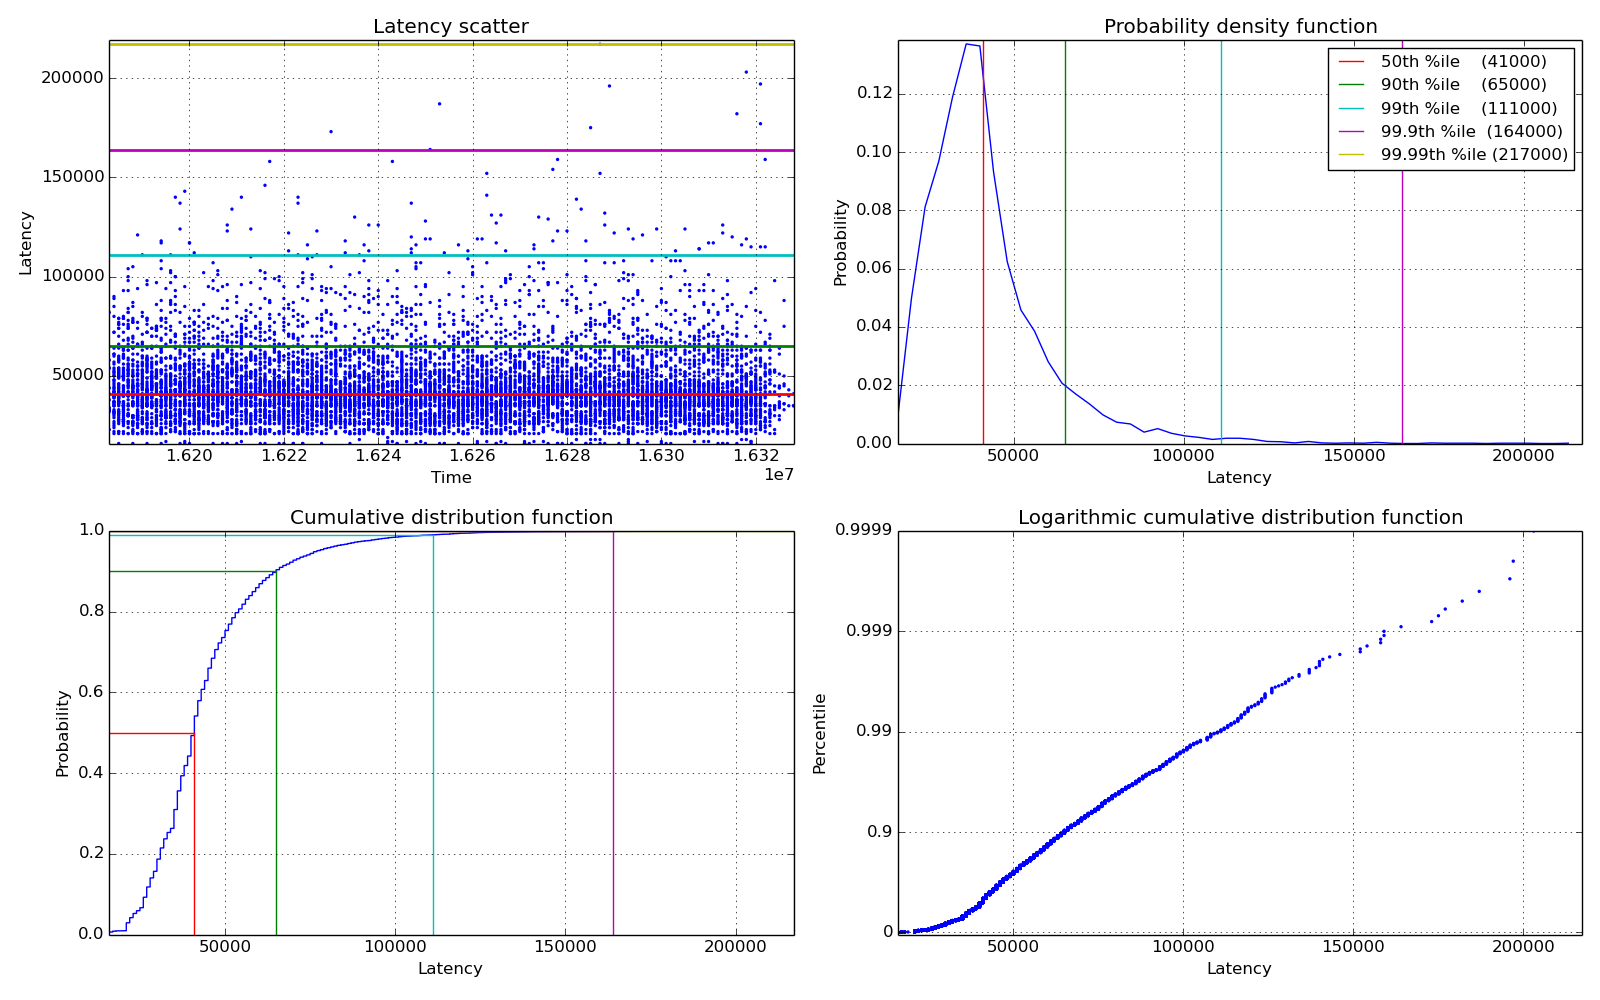 Latency scatter
200000
150000
100000
50000
Latency
1.620 1.622 1.624 1.626 1.628 1.630 1.632
1e7
Time
Probability density function
0.12
0.10
0.08
0.06
0.04
0.02
0.00
Probability
50th %ile (41000)
90th %ile (65000)
99th %ile (111000)
99.9th %ile (164000)
99.99th %ile (217000)
50000 100000 150000 200000
Latency
Cumulative distribution function
1.0
0.8
0.6
0.4
0.2
0.0
Probability
50000 100000 150000 200000
Latency
Logarithmic cumulative distribution function
0.9999
0.999
0.99
0.9
0
Percentile
50000 100000 150000 200000
Latency